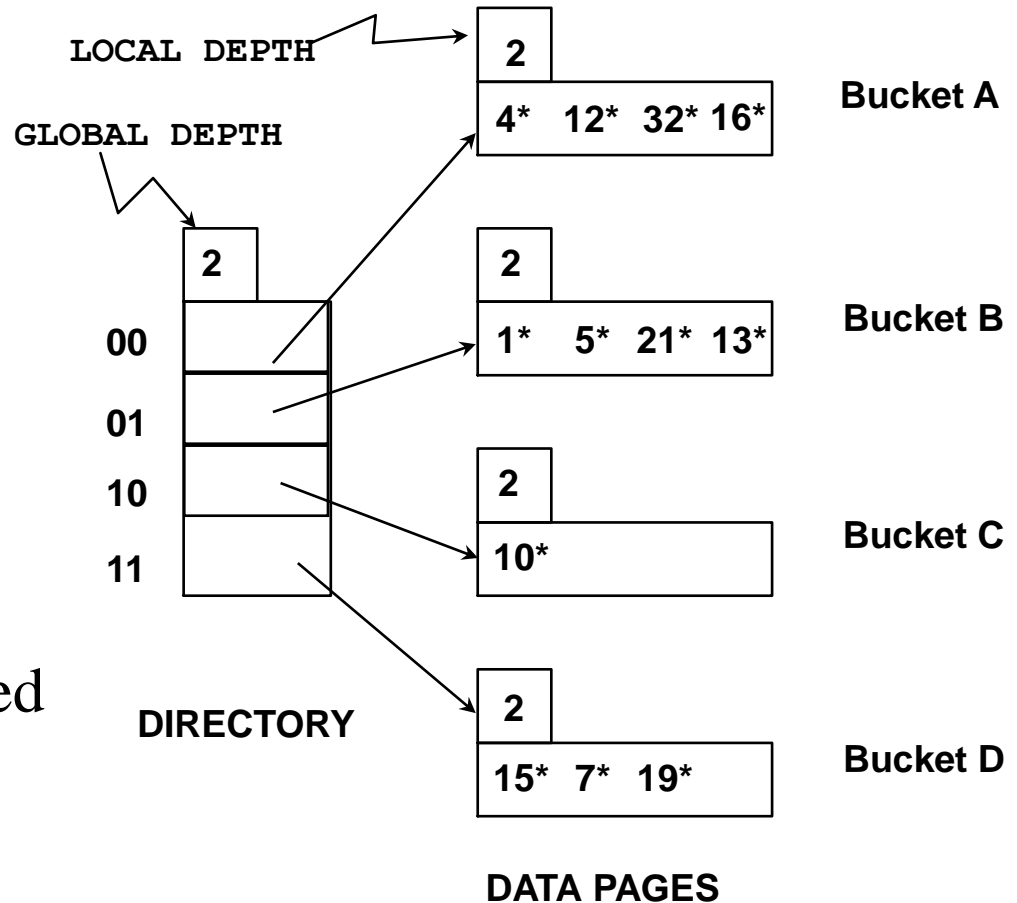 LOCAL DEPTH
GLOBAL DEPTH
2
00
01
10
11
DIRECTORY
2
4* 12* 32* 16*
Bucket A
2
1* 5* 21* 13*
Bucket B
2
10*
Bucket C
2
15* 7* 19*
Bucket D
DATA PAGES
ed